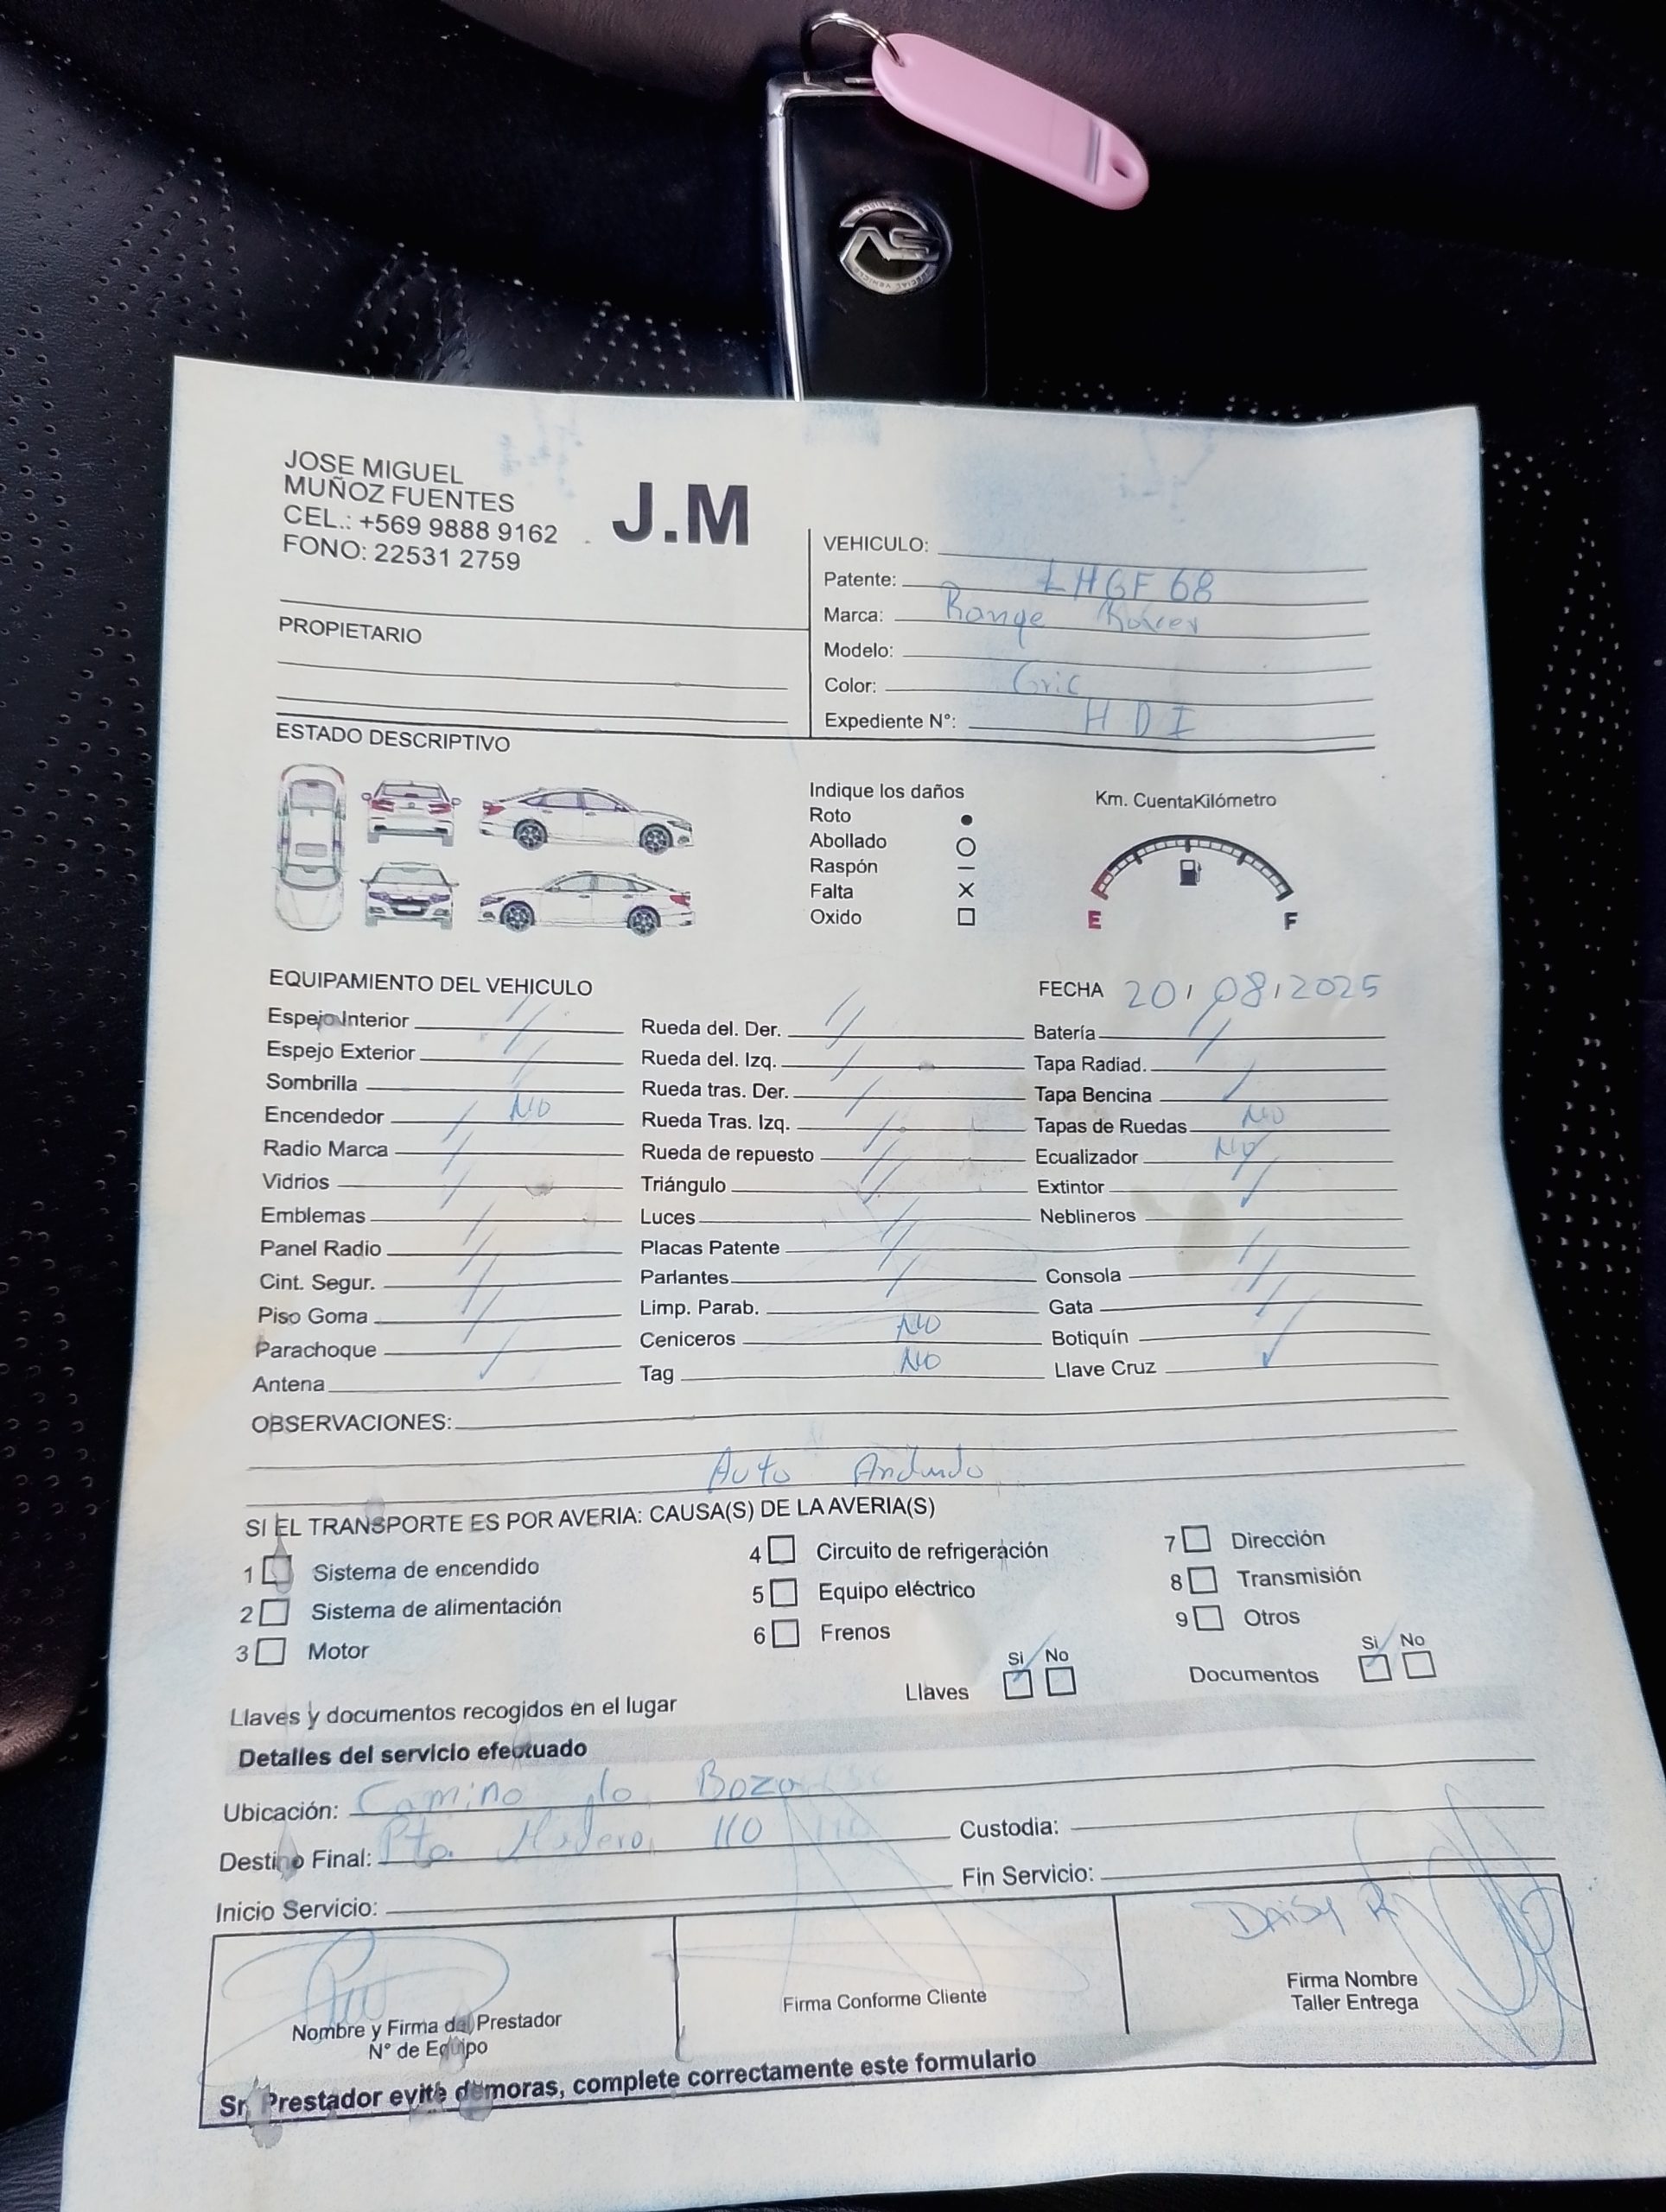 JOSE MIGUEL
MUÑOZ FUENTES
CEL.: +569 9888 9162
FONO: 22531 2759
J.M
PROPIETARIO
VEHICULO:
Patente: LHGF68
Marca: Range Rover
Modelo:
Color: Gric
Expediente N°: HDI
ESTADO DESCRIPTIVO
Indique los daños
Roto
Abollado
Raspón
Falta
Oxido
Km. CuentaKilómetro
E F
EQUIPAMIENTO DEL VEHICULO
FECHA 20/08/2025
Espejo Interior
Espejo Exterior
Sombrilla
Encendedor NO
Radio Marca
Vidrios
Emblemas
Panel Radio
Cint. Segur.
Piso Goma
Parachoque
Antena
Rueda del. Der.
Rueda del. Izq.
Rueda tras. Der.
Rueda Tras. Izq.
Rueda de repuesto
Triángulo
Luces
Placas Patente
Parlantes
Limp. Parab.
Ceniceros NO
Tag NO
Batería
Tapa Radiad.
Tapa Bencina
Tapas de Ruedas NO
Ecualizador NO
Extintor
Neblineros
Consola
Gata
Botiquín
Llave Cruz
OBSERVACIONES:
Auto Andando
SI EL TRANSPORTE ES POR AVERIA: CAUSA(S) DE LA AVERIA(S)
1 Sistema de encendido
2 Sistema de alimentación
3 Motor
4 Circuito de refrigeración
5 Equipo eléctrico
6 Frenos
7 Dirección
8 Transmisión
9 Otros
Llaves y documentos recogidos en el lugar
Llaves Si No
Documentos Si No
Detalles del servicio efectuado
Ubicación: Camino lo Boza
Destino Final: Pto. Madero 110
Custodia:
Inicio Servicio:
Fin Servicio:
Nombre y Firma del Prestador
N° de Equipo
Firma Conforme Cliente
DAISY R
Firma Nombre
Taller Entrega
Sr. Prestador evite demoras, complete correctamente este formulario